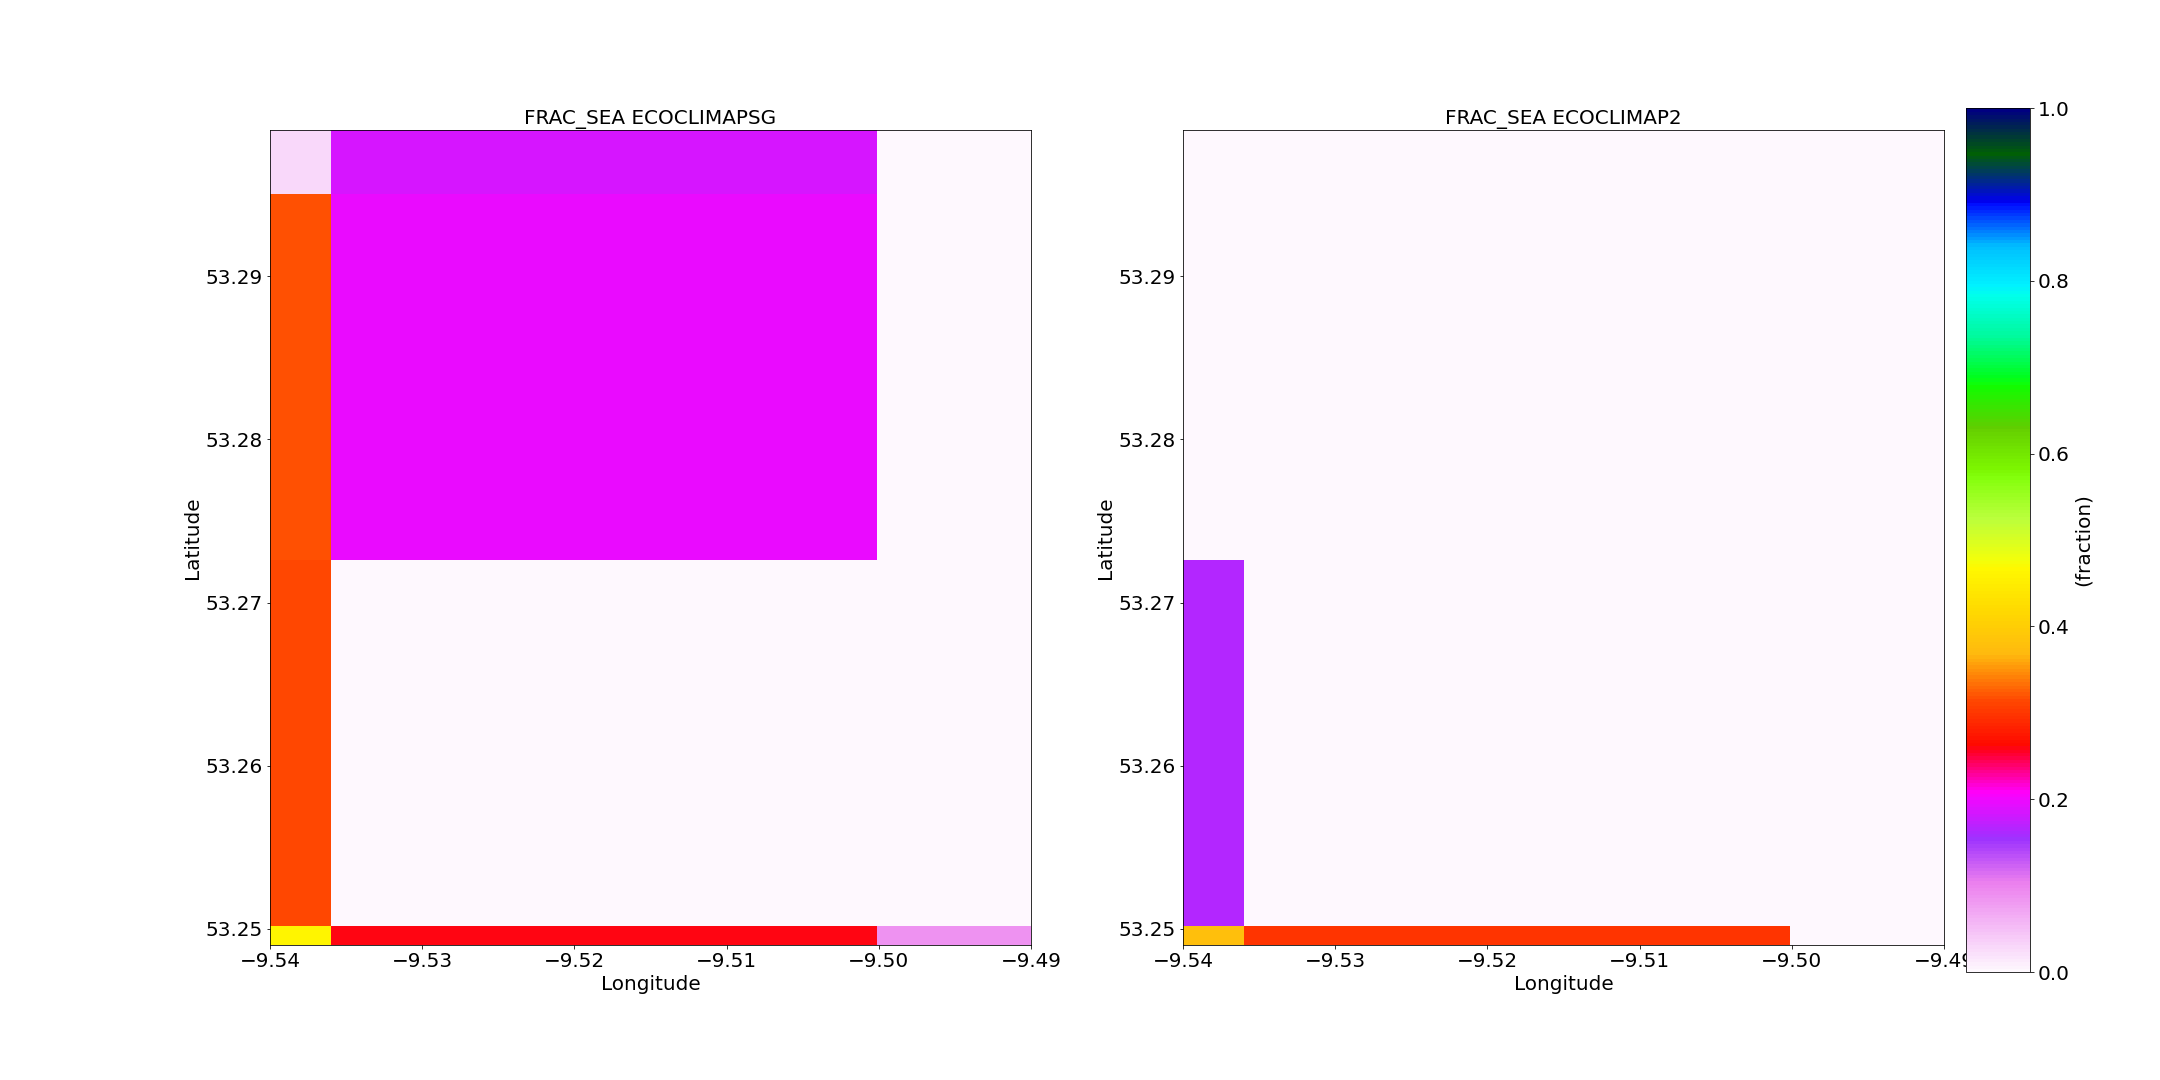 FRAC_SEA ECOCLIMAPSG
53.29
53.28
53.27
53.26
53.25
Latitude
−9.54 −9.53 −9.52 −9.51 −9.50 −9.49
Longitude
FRAC_SEA ECOCLIMAP2
53.29
53.28
53.27
53.26
53.25
Latitude
−9.54 −9.53 −9.52 −9.51 −9.50 −9.49
Longitude
1.0
0.8
0.6
0.4
0.2
0.0
(fraction)